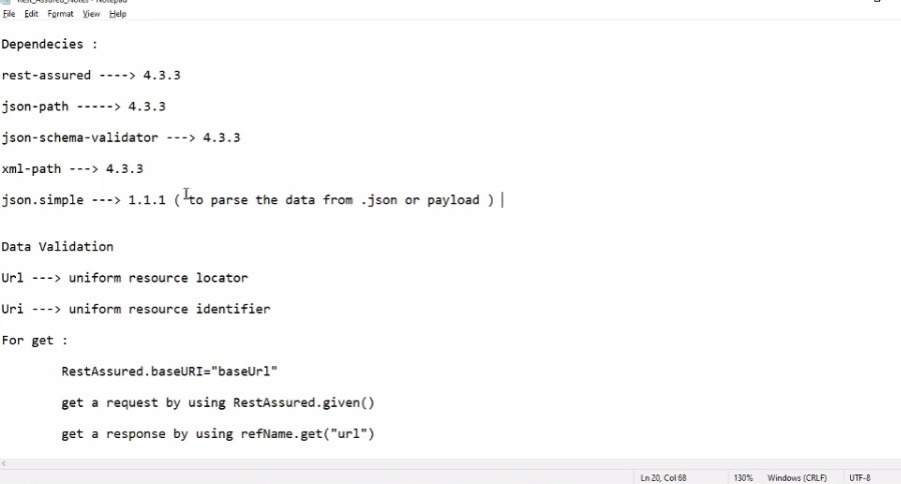 Rest_Assured_Notes - Notepad
File Edit Format View Help
Dependecies :
rest-assured ----> 4.3.3
json-path -----> 4.3.3
json-schema-validator ---> 4.3.3
xml-path ---> 4.3.3
json.simple ---> 1.1.1 ( to parse the data from .json or payload )
Data Validation
Url ---> uniform resource locator
Uri ---> uniform resource identifier
For get :
RestAssured.baseURI="baseUrl"
get a request by using RestAssured.given()
get a response by using refName.get("url")
Ln 20, Col 68 130% Windows (CRLF) UTF-8